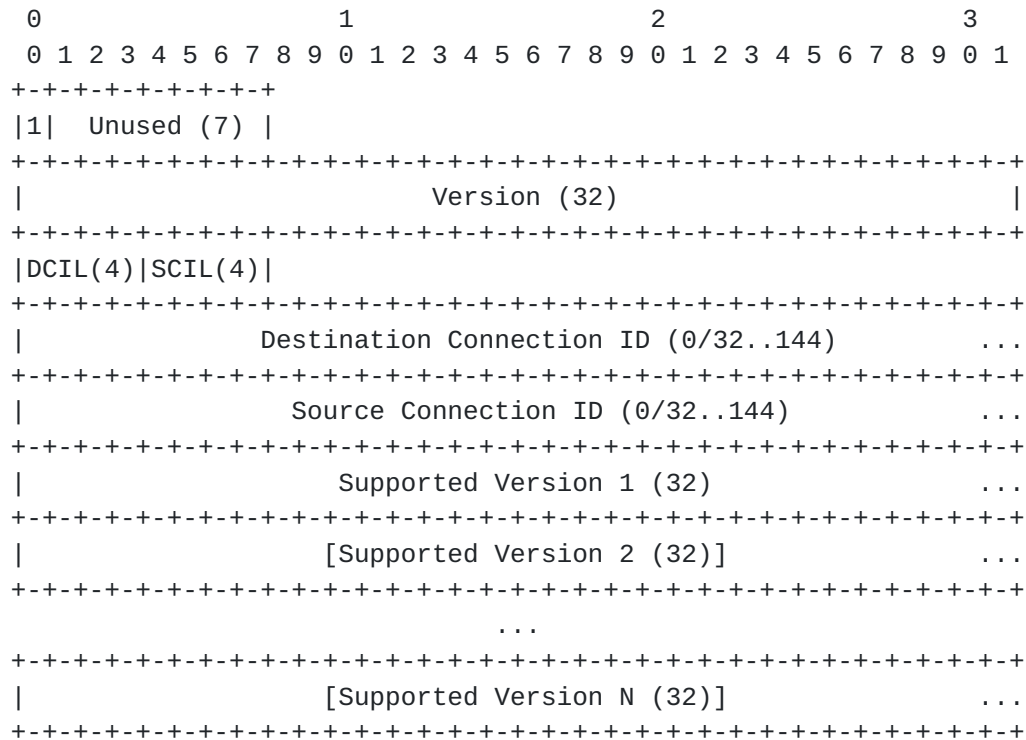 0                   1                   2                   3
 0 1 2 3 4 5 6 7 8 9 0 1 2 3 4 5 6 7 8 9 0 1 2 3 4 5 6 7 8 9 0 1
+-+-+-+-+-+-+-+-+
|1|  Unused (7) |
+-+-+-+-+-+-+-+-+-+-+-+-+-+-+-+-+-+-+-+-+-+-+-+-+-+-+-+-+-+-+-+-+
|                          Version (32)                         |
+-+-+-+-+-+-+-+-+-+-+-+-+-+-+-+-+-+-+-+-+-+-+-+-+-+-+-+-+-+-+-+-+
|DCIL(4)|SCIL(4)|
+-+-+-+-+-+-+-+-+-+-+-+-+-+-+-+-+-+-+-+-+-+-+-+-+-+-+-+-+-+-+-+-+
|               Destination Connection ID (0/32..144)         ...
+-+-+-+-+-+-+-+-+-+-+-+-+-+-+-+-+-+-+-+-+-+-+-+-+-+-+-+-+-+-+-+-+
|                 Source Connection ID (0/32..144)            ...
+-+-+-+-+-+-+-+-+-+-+-+-+-+-+-+-+-+-+-+-+-+-+-+-+-+-+-+-+-+-+-+-+
|                    Supported Version 1 (32)                 ...
+-+-+-+-+-+-+-+-+-+-+-+-+-+-+-+-+-+-+-+-+-+-+-+-+-+-+-+-+-+-+-+-+
|                   [Supported Version 2 (32)]                ...
+-+-+-+-+-+-+-+-+-+-+-+-+-+-+-+-+-+-+-+-+-+-+-+-+-+-+-+-+-+-+-+-+
                               ...
+-+-+-+-+-+-+-+-+-+-+-+-+-+-+-+-+-+-+-+-+-+-+-+-+-+-+-+-+-+-+-+-+
|                   [Supported Version N (32)]                ...
+-+-+-+-+-+-+-+-+-+-+-+-+-+-+-+-+-+-+-+-+-+-+-+-+-+-+-+-+-+-+-+-+